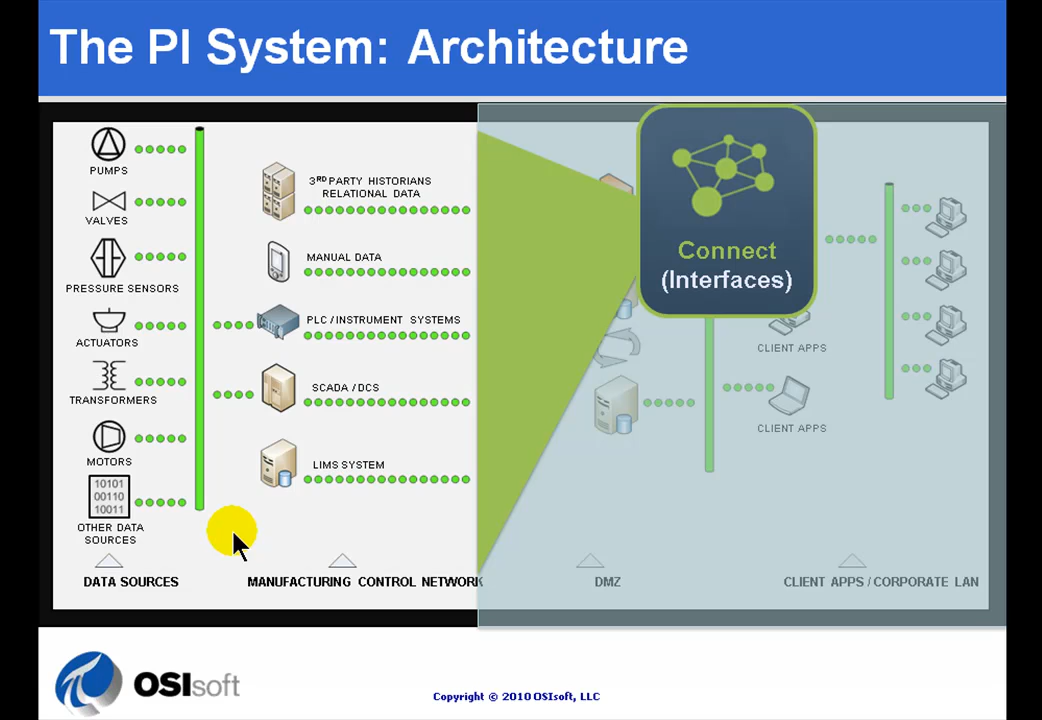 The PI System: Architecture
PUMPS
VALVES
PRESSURE SENSORS
ACTUATORS
TRANSFORMERS
MOTORS
10101
00110
10011
OTHER DATA
SOURCES
DATA SOURCES
3RD PARTY HISTORIANS
RELATIONAL DATA
MANUAL DATA
PLC / INSTRUMENT SYSTEMS
SCADA / DCS
LIMS SYSTEM
MANUFACTURING CONTROL NETWORK
Connect
(Interfaces)
CLIENT APPS
CLIENT APPS
DMZ
CLIENT APPS / CORPORATE LAN
OSIsoft
Copyright © 2010 OSIsoft, LLC